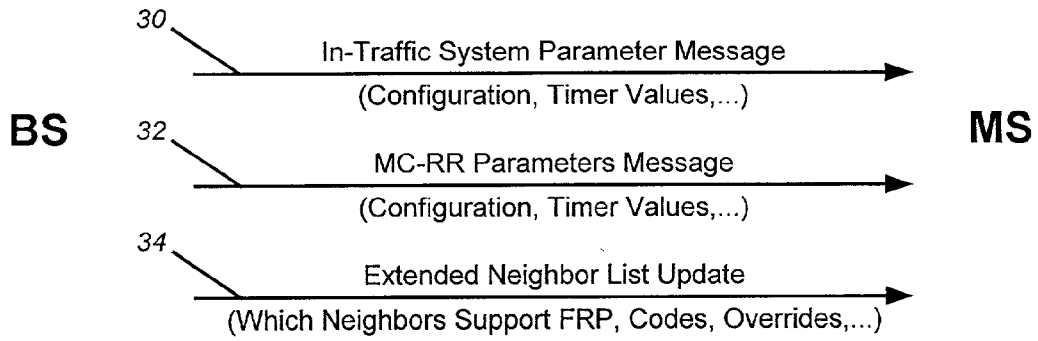 30
In-Traffic System Parameter Message
(Configuration, Timer Values,...)
BS
MS
32
MC-RR Parameters Message
(Configuration, Timer Values,...)
34
Extended Neighbor List Update
(Which Neighbors Support FRP, Codes, Overrides,...)